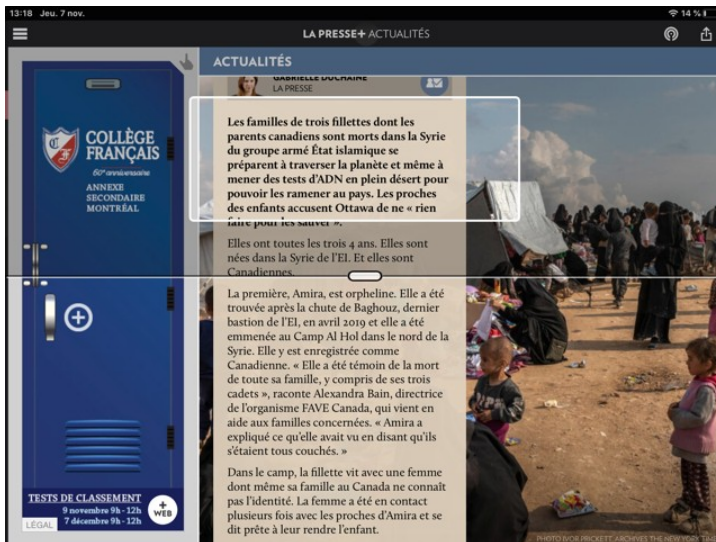 13:18 Jeu. 7 nov.
14 %
LA PRESSE+ ACTUALITÉS
COLLÈGE
FRANÇAIS
60e anniversaire
ANNEXE
SECONDAIRE
MONTRÉAL
TESTS DE CLASSEMENT
9 novembre 9h - 12h
7 décembre 9h - 12h
+
WEB
LÉGAL
ACTUALITÉS
GABRIELLE DUCHAINE
LA PRESSE
Les familles de trois fillettes dont les
parents canadiens sont morts dans la Syrie
du groupe armé État islamique se
préparent à traverser la planète et même à
mener des tests d'ADN en plein désert pour
pouvoir les ramener au pays. Les proches
des enfants accusent Ottawa de ne « rien
faire pour les sauver ».
Elles ont toutes les trois 4 ans. Elles sont
nées dans la Syrie de l'EI. Et elles sont
Canadiennes.
La première, Amira, est orpheline. Elle a été
trouvée après la chute de Baghouz, dernier
bastion de l'EI, en avril 2019 et elle a été
emmenée au Camp Al Hol dans le nord de la
Syrie. Elle y est enregistrée comme
Canadienne. « Elle a été témoin de la mort
de toute sa famille, y compris de ses trois
cadets », raconte Alexandra Bain, directrice
de l'organisme FAVE Canada, qui vient en
aide aux familles concernées. « Amira a
expliqué ce qu'elle avait vu en disant qu'ils
s'étaient tous couchés. »
Dans le camp, la fillette vit avec une femme
dont même sa famille au Canada ne connaît
pas l'identité. La femme a été en contact
plusieurs fois avec les proches d'Amira et se
dit prête à leur rendre l'enfant.
PHOTO IVOR PRICKETT, ARCHIVES THE NEW YORK TIMES